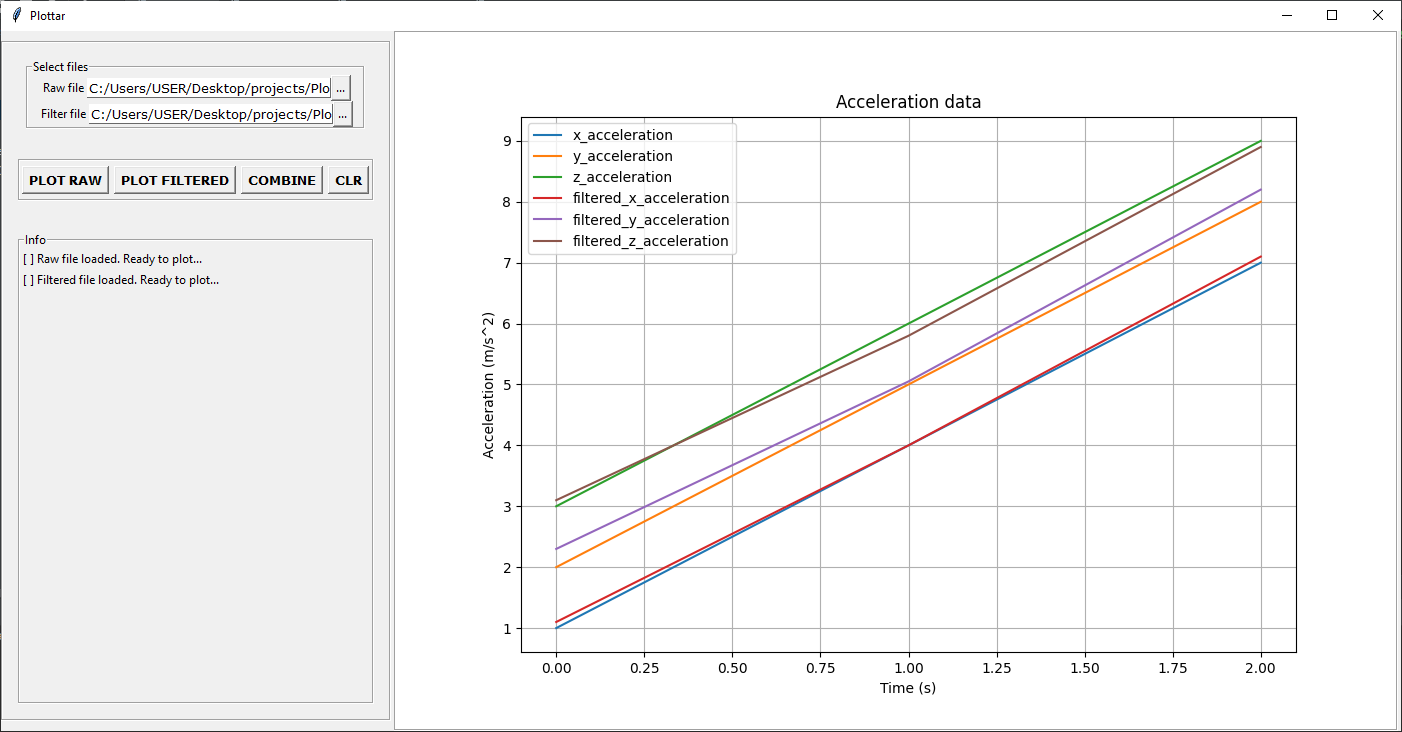 Plottar
Select files
Raw file C:/Users/USER/Desktop/projects/Plo ...
Filter file C:/Users/USER/Desktop/projects/Plo ...
PLOT RAW PLOT FILTERED COMBINE CLR
Info
[ ] Raw file loaded. Ready to plot...
[ ] Filtered file loaded. Ready to plot...
Acceleration data
x_acceleration
y_acceleration
z_acceleration
filtered_x_acceleration
filtered_y_acceleration
filtered_z_acceleration
9
8
7
6
5
4
3
2
1
Acceleration (m/s^2)
0.00 0.25 0.50 0.75 1.00 1.25 1.50 1.75 2.00
Time (s)